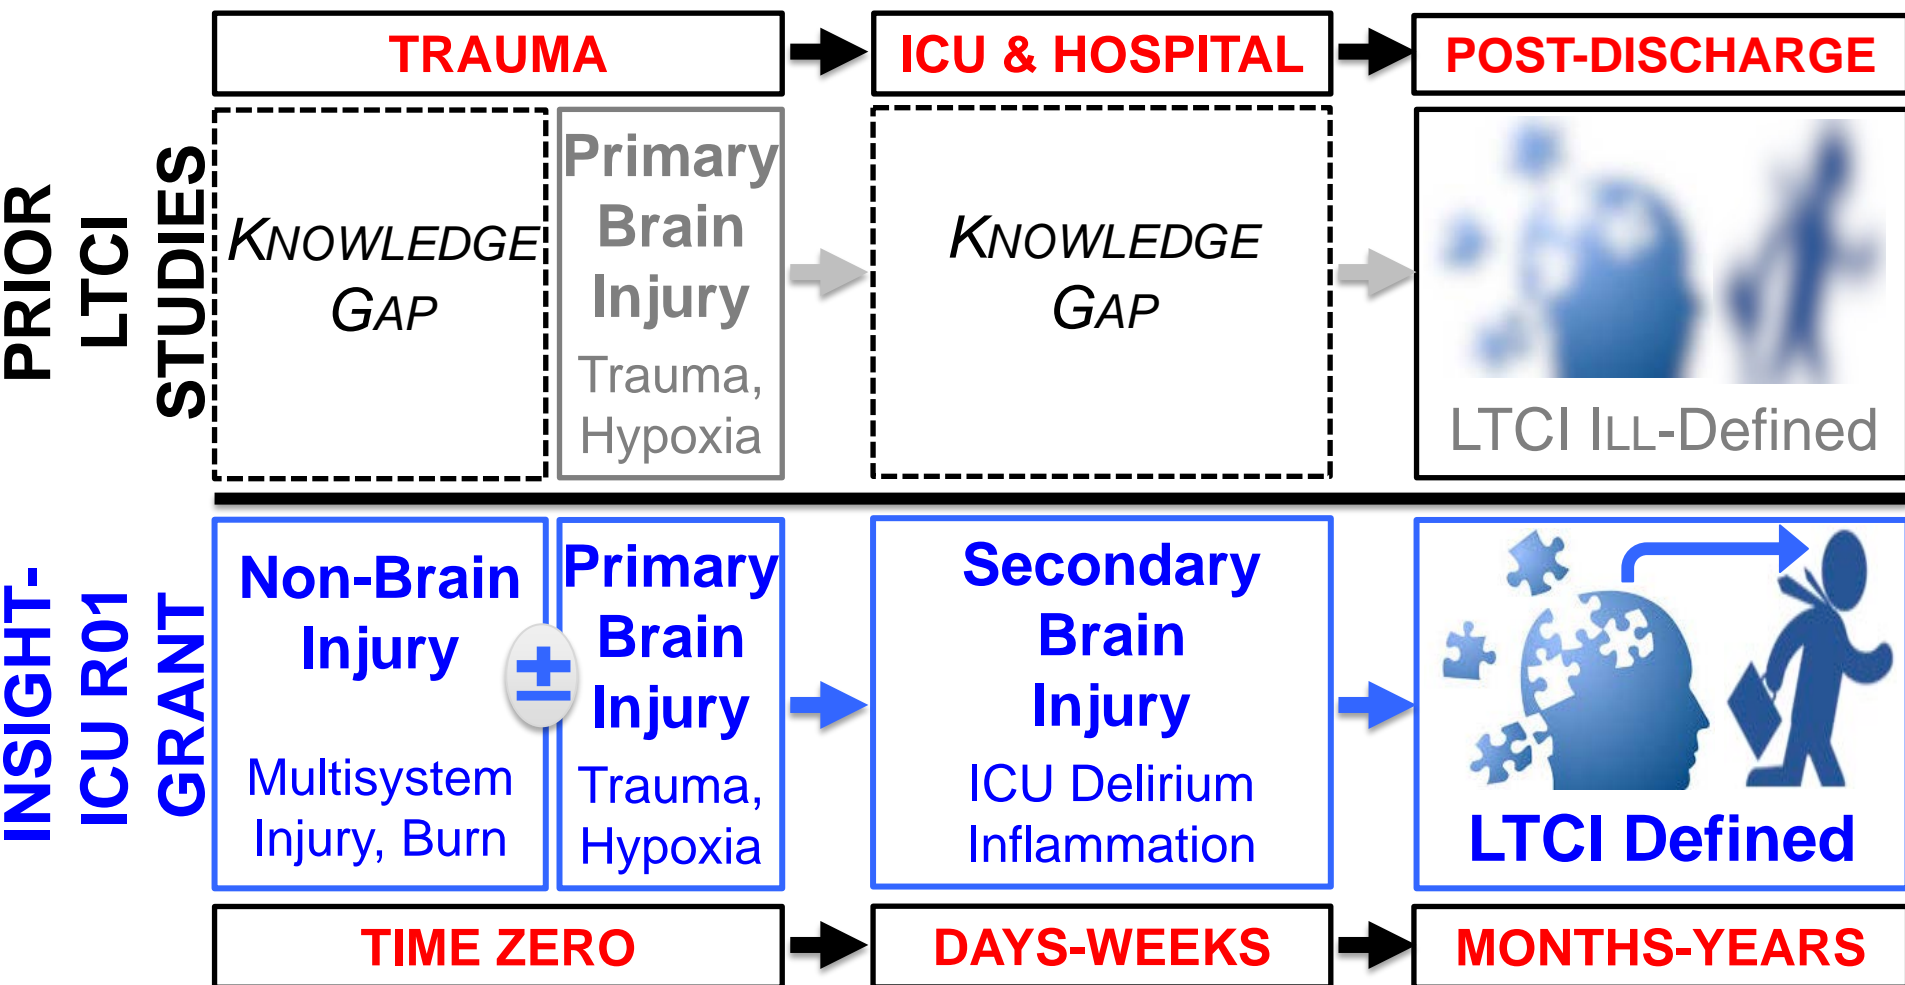 TRAUMA
ICU & HOSPITAL
POST-DISCHARGE
PRIOR
LTCI
STUDIES
KNOWLEDGE
GAP
Primary
Brain
Injury
Trauma,
Hypoxia
KNOWLEDGE
GAP
LTCI ILL-Defined
INSIGHT-
ICU R01
GRANT
Non-Brain
Injury
Multisystem
Injury, Burn
±
Primary
Brain
Injury
Trauma,
Hypoxia
Secondary
Brain
Injury
ICU Delirium
Inflammation
LTCI Defined
TIME ZERO
DAYS-WEEKS
MONTHS-YEARS